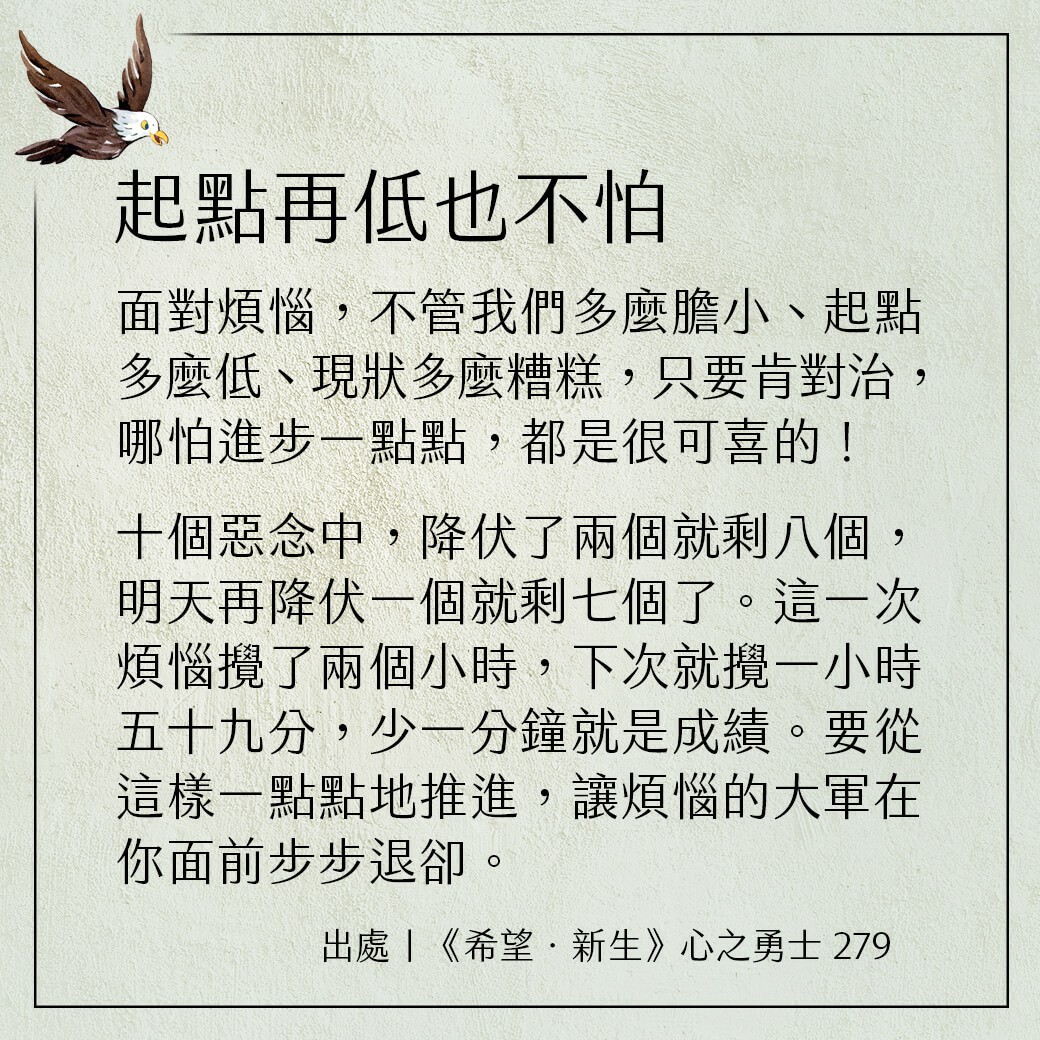 起點再低也不怕
面對煩惱，不管我們多麼膽小、起點
多麼低、現狀多麼糟糕，只要肯對治，
哪怕進步一點點，都是很可喜的！
十個惡念中，降伏了兩個就剩八個，
明天再降伏一個就剩七個了。這一次
煩惱攪了兩個小時，下次就攪一小時
五十九分，少一分鐘就是成績。要從
這樣一點點地推進，讓煩惱的大軍在
你面前步步退卻。
出處｜《希望．新生》心之勇士 279